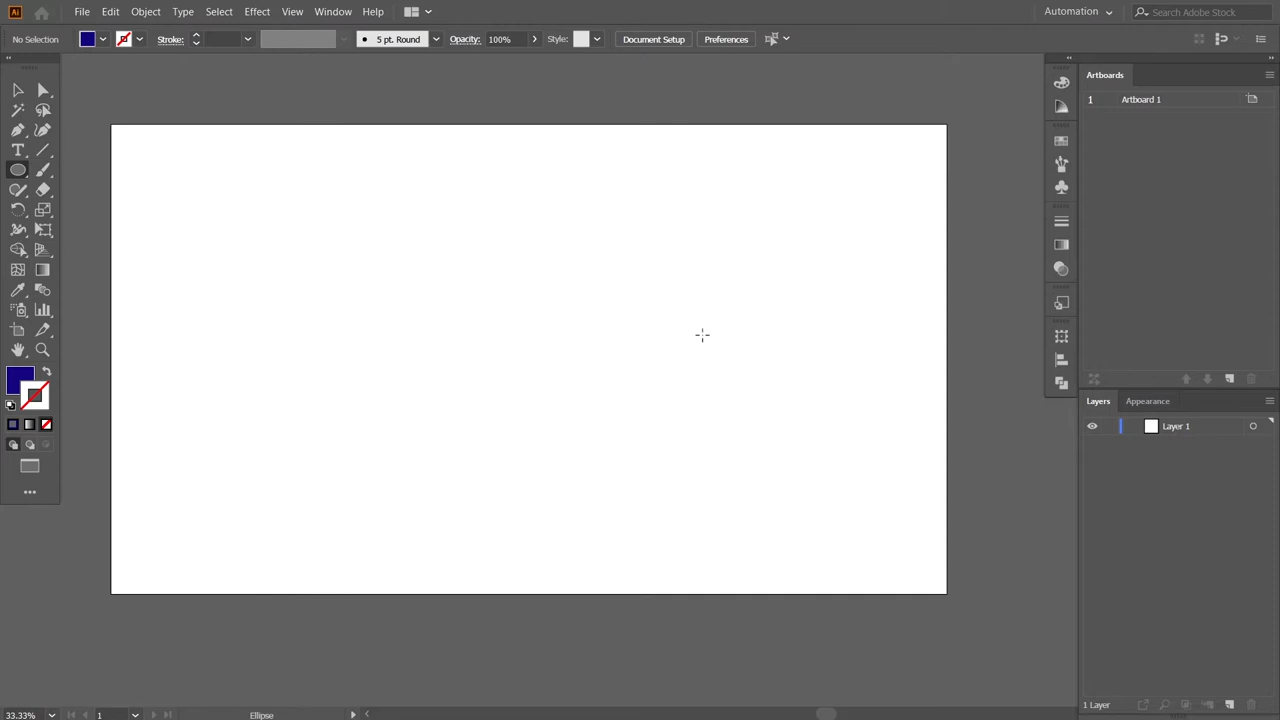 Ai File Edit Object Type Select Effect View Window Help Automation Search Adobe Stock
No Selection Stroke: 5 pt. Round Opacity: 100% Style: Document Setup Preferences
Artboards
1 Artboard 1
Layers Appearance
Layer 1
1 Layer
33.33% 1 Ellipse